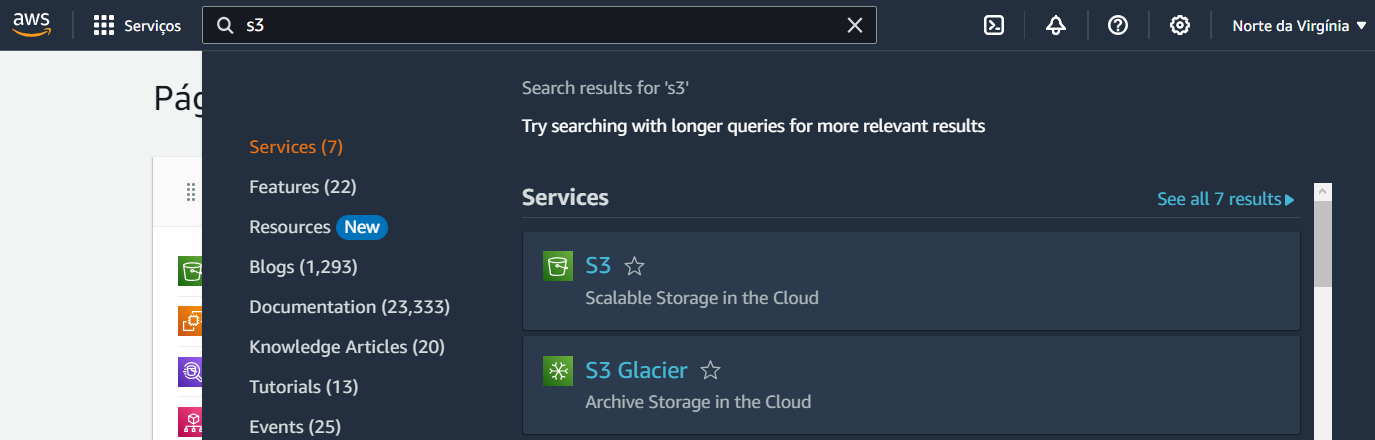 aws
Serviços
s3
Norte da Virgínia
Pág
Services (7)
Features (22)
Resources New
Blogs (1,293)
Documentation (23,333)
Knowledge Articles (20)
Tutorials (13)
Events (25)
Search results for 's3'
Try searching with longer queries for more relevant results
Services
See all 7 results
S3
Scalable Storage in the Cloud
S3 Glacier
Archive Storage in the Cloud